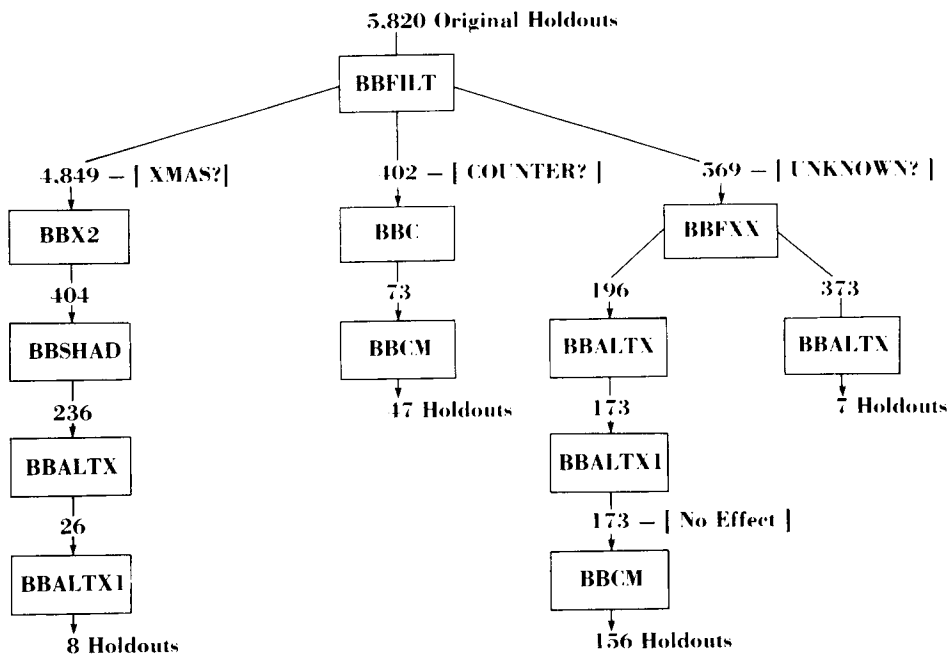 5,820 Original Holdouts
BBFILT
4,849 – [ XMAS?]
402 – [ COUNTER? ]
569 – [ UNKNOWN? ]
BBX2
BBC
BBFXX
404
73
196
373
BBSHAD
BBCM
BBALTX
BBALTX
236
47 Holdouts
173
7 Holdouts
BBALTX
BBALTX1
26
173 – [ No Effect ]
BBALTX1
BBCM
8 Holdouts
156 Holdouts